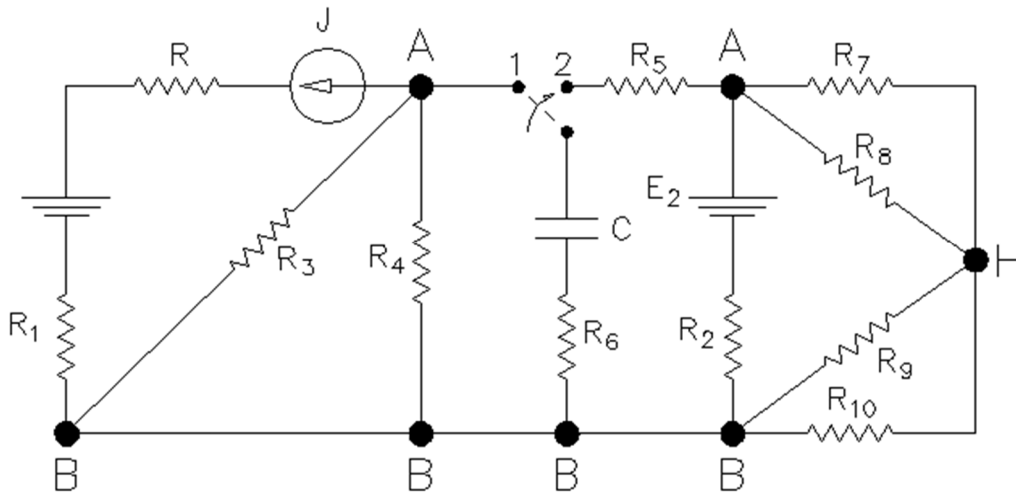 J
R A 1 2 R₅ A R₇
R₈
E₂
C
R₃ R₄ H
R₁ R₆ R₂ R₉
R₁₀
B B B B